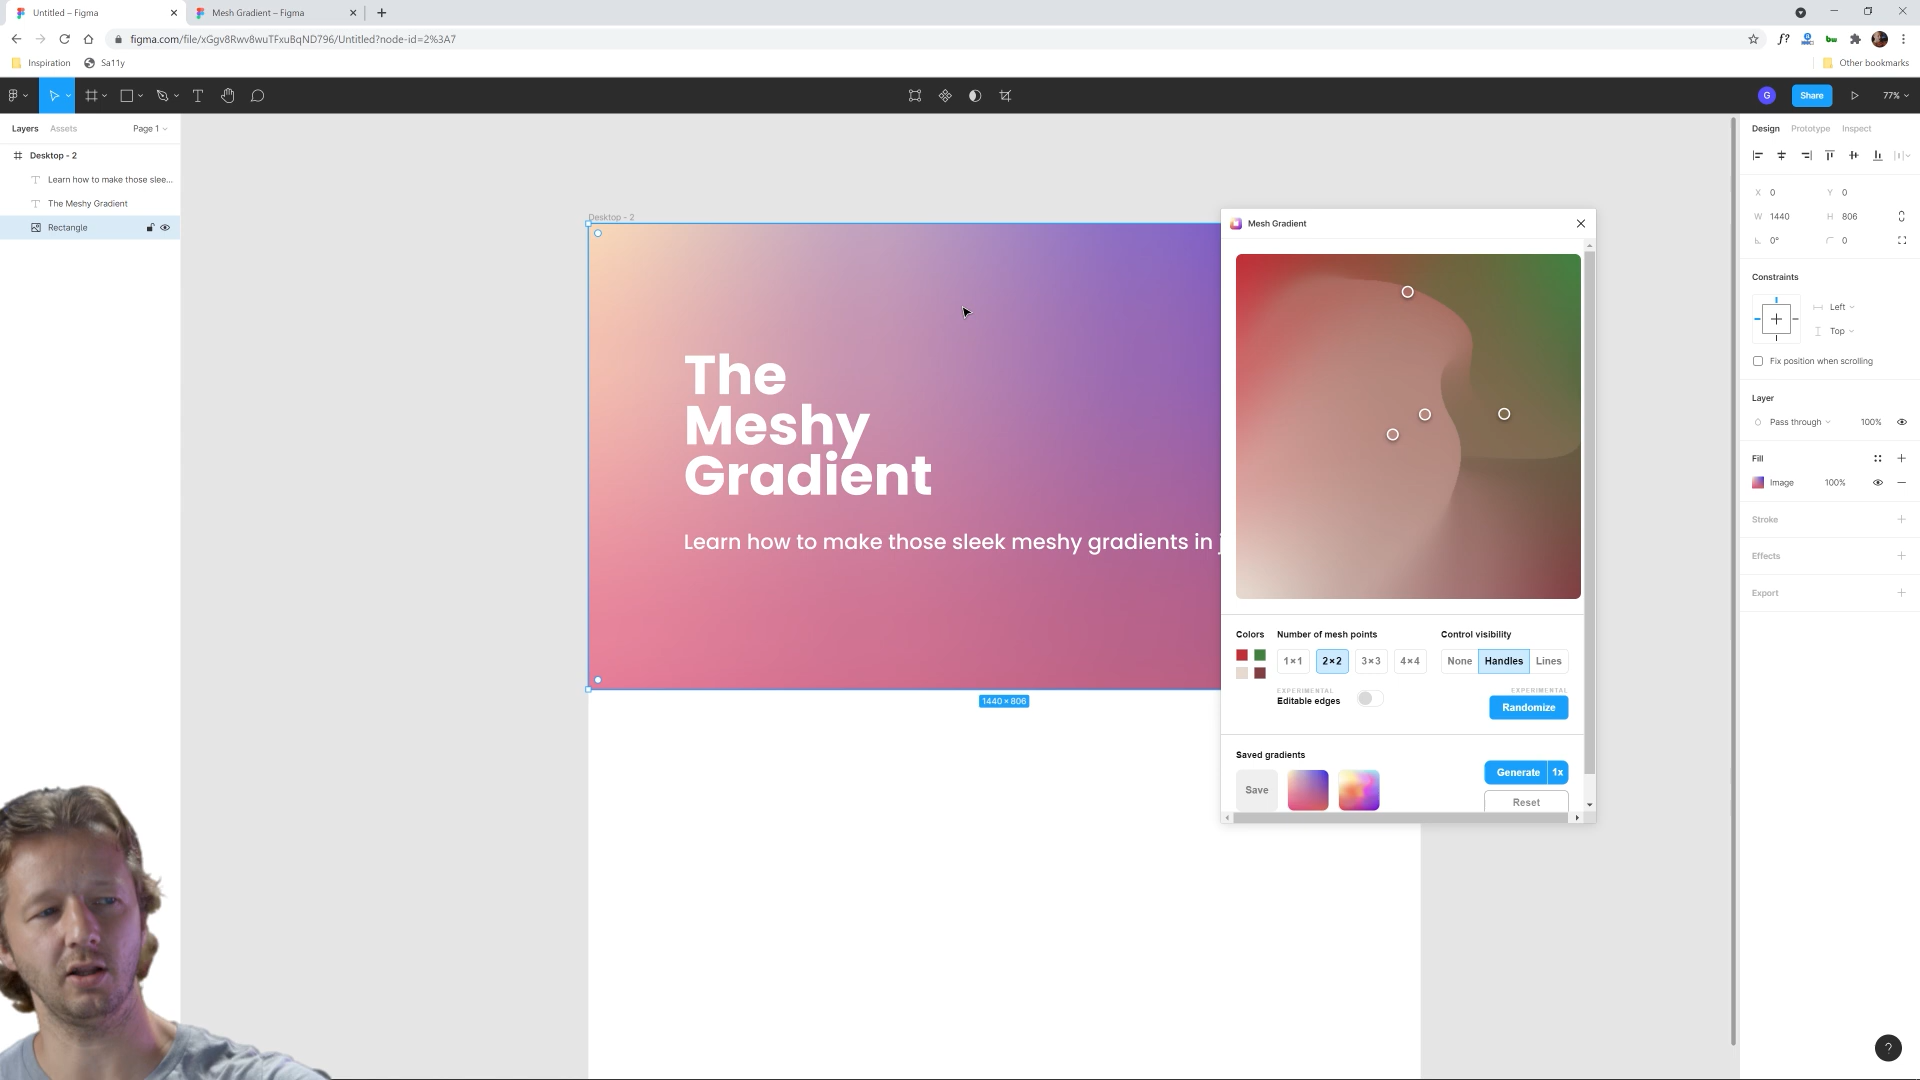 Untitled – Figma
Mesh Gradient – Figma
figma.com/file/xGgv8Rwv8wuTFxuBqND796/Untitled?node-id=2%3A7
Inspiration
Sa11y
Other bookmarks
G
Share
77%
Layers
Assets
Page 1
Desktop - 2
Learn how to make those slee...
The Meshy Gradient
Rectangle
Desktop - 2
The
Meshy
Gradient
Learn how to make those sleek meshy gradients in j
1440 × 806
Mesh Gradient
Colors
Number of mesh points
Control visibility
1×1
2×2
3×3
4×4
None
Handles
Lines
EXPERIMENTAL
Editable edges
EXPERIMENTAL
Randomize
Saved gradients
Save
Generate
1x
Reset
Design
Prototype
Inspect
X 0
Y 0
W 1440
H 806
0°
0
Constraints
Left
Top
Fix position when scrolling
Layer
Pass through
100%
Fill
Image
100%
Stroke
Effects
Export
?